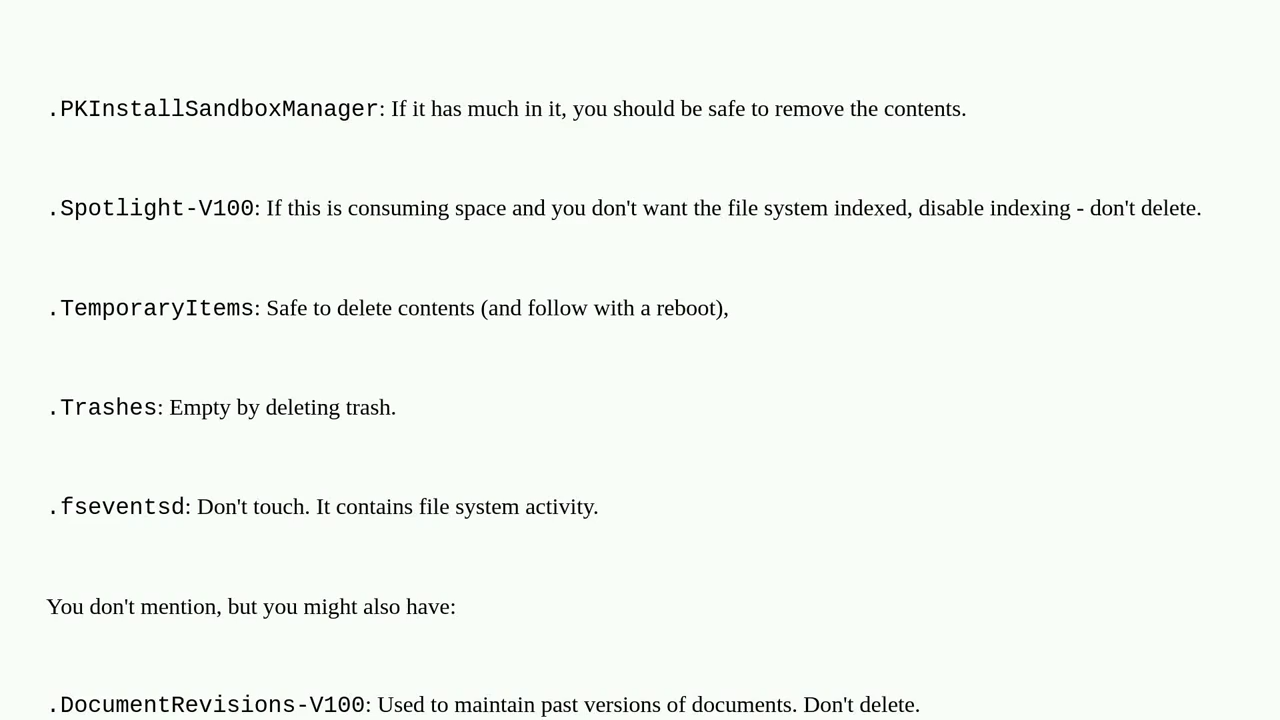 .PKInstallSandboxManager: If it has much in it, you should be safe to remove the contents.
.Spotlight-V100: If this is consuming space and you don't want the file system indexed, disable indexing - don't delete.
.TemporaryItems: Safe to delete contents (and follow with a reboot),
.Trashes: Empty by deleting trash.
.fseventsd: Don't touch. It contains file system activity.
You don't mention, but you might also have:
.DocumentRevisions-V100: Used to maintain past versions of documents. Don't delete.